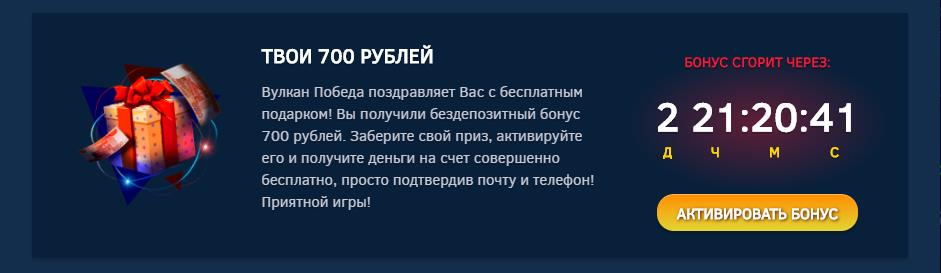 ТВОИ 700 РУБЛЕЙ
Вулкан Победа поздравляет Вас с бесплатным
подарком! Вы получили бездепозитный бонус
700 рублей. Заберите свой приз, активируйте
его и получите деньги на счет совершенно
бесплатно, просто подтвердив почту и телефон!
Приятной игры!
БОНУС СГОРИТ ЧЕРЕЗ:
2 21:20:41
Д Ч М С
АКТИВИРОВАТЬ БОНУС